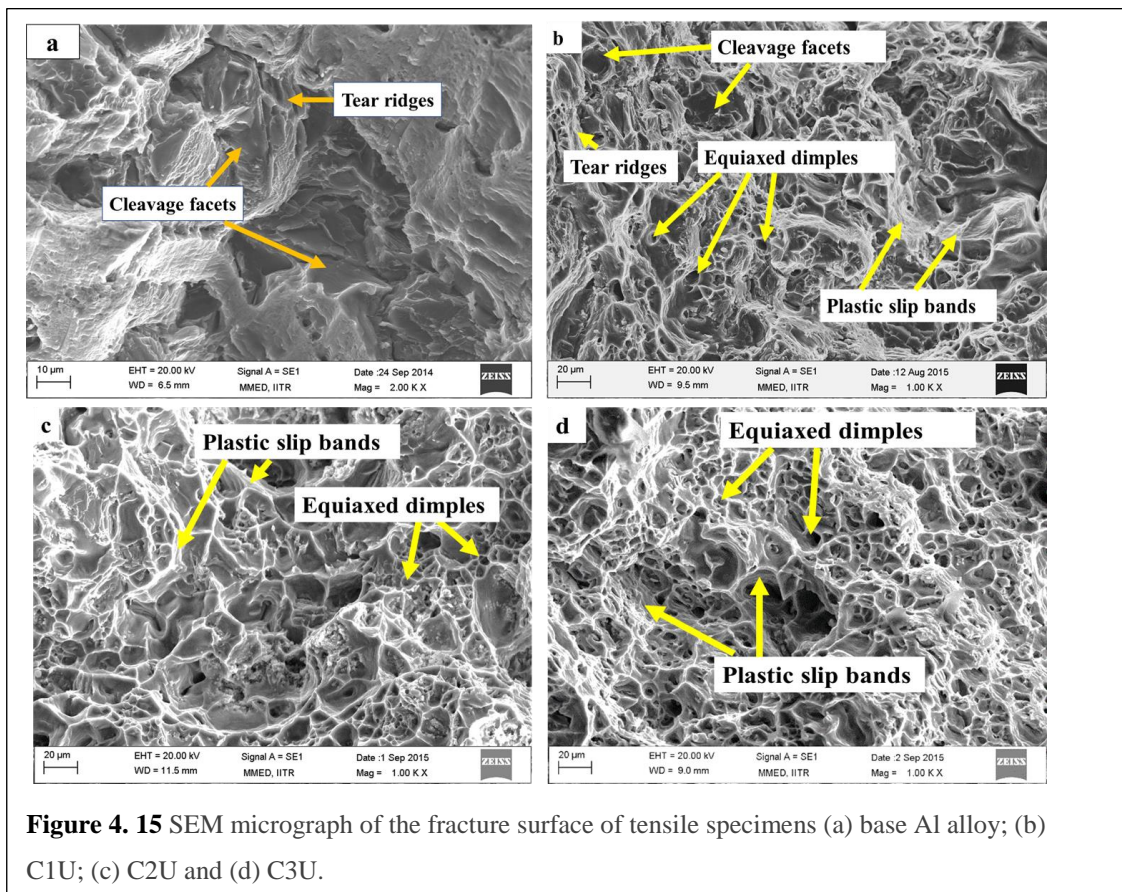 a
Tear ridges
Cleavage facets
10 µm
EHT = 20.00 kV
Signal A = SE1
Date :24 Sep 2014
WD = 6.5 mm
MMED, IITR
Mag = 2.00 K X
ZEISS
b
Cleavage facets
Tear ridges
Equiaxed dimples
Plastic slip bands
20 µm
EHT = 20.00 kV
Signal A = SE1
Date :12 Aug 2015
WD = 9.5 mm
MMED, IITR
Mag = 1.00 K X
ZEISS
c
Plastic slip bands
Equiaxed dimples
20 µm
EHT = 20.00 kV
Signal A = SE1
Date :1 Sep 2015
WD = 11.5 mm
MMED, IITR
Mag = 1.00 K X
ZEISS
d
Equiaxed dimples
Plastic slip bands
20 µm
EHT = 20.00 kV
Signal A = SE1
Date :2 Sep 2015
WD = 9.0 mm
MMED, IITR
Mag = 1.00 K X
ZEISS
Figure 4. 15 SEM micrograph of the fracture surface of tensile specimens (a) base Al alloy; (b)
C1U; (c) C2U and (d) C3U.